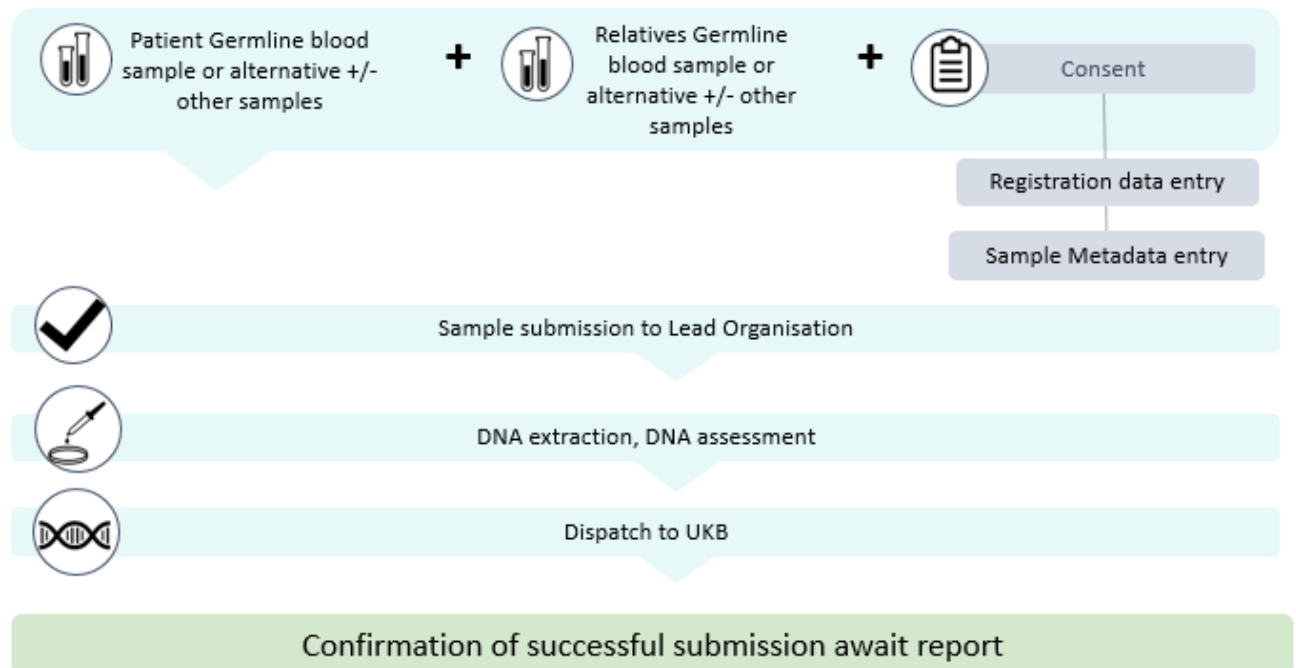 Patient Germline blood
sample or alternative +/-
other samples
+
Relatives Germline
blood sample or
alternative +/- other
samples
+
Consent
Registration data entry
Sample Metadata entry
Sample submission to Lead Organisation
DNA extraction, DNA assessment
Dispatch to UKB
Confirmation of successful submission await report